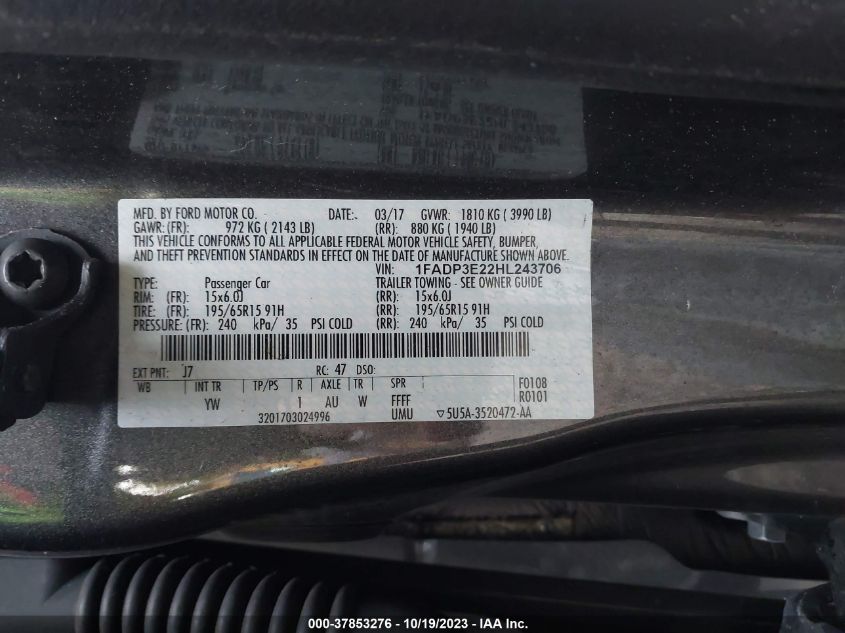 MFD. BY FORD MOTOR CO. DATE: 03/17 GVWR: 1810 KG ( 3990 LB)
GAWR: (FR): 972 KG ( 2143 LB) (RR): 880 KG ( 1940 LB)
THIS VEHICLE CONFORMS TO ALL APPLICABLE FEDERAL MOTOR VEHICLE SAFETY, BUMPER,
AND THEFT PREVENTION STANDARDS IN EFFECT ON THE DATE OF MANUFACTURE SHOWN ABOVE.
VIN: 1FADP3E22HL243706
TYPE: Passenger Car TRAILER TOWING - SEE OWNER GUIDE
RIM: (FR): 15x6.0J (RR): 15x6.0J
TIRE: (FR): 195/65R15 91H (RR): 195/65R15 91H
PRESSURE: (FR): 240 kPa/ 35 PSI COLD (RR): 240 kPa/ 35 PSI COLD
EXT PNT: J7 RC: 47 DSO:
WB INT TR TP/PS R AXLE TR SPR F0108
YW 1 AU W FFFF R0101
3201703024996 UMU ▽5U5A-3520472-AA
000-37853276 - 10/19/2023 - IAA Inc.